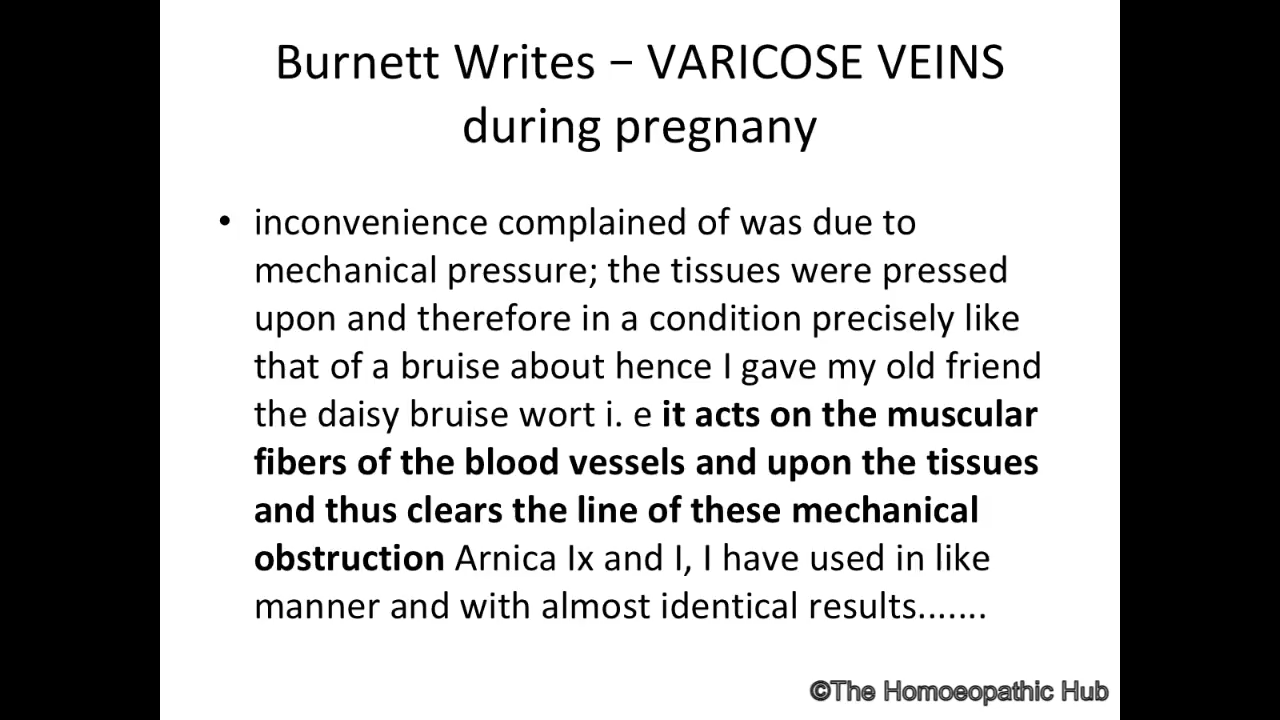 Burnett Writes – VARICOSE VEINS
during pregnany
• inconvenience complained of was due to
mechanical pressure; the tissues were pressed
upon and therefore in a condition precisely like
that of a bruise about hence I gave my old friend
the daisy bruise wort i. e it acts on the muscular
fibers of the blood vessels and upon the tissues
and thus clears the line of these mechanical
obstruction Arnica Ix and I, I have used in like
manner and with almost identical results.......
©The Homoeopathic Hub